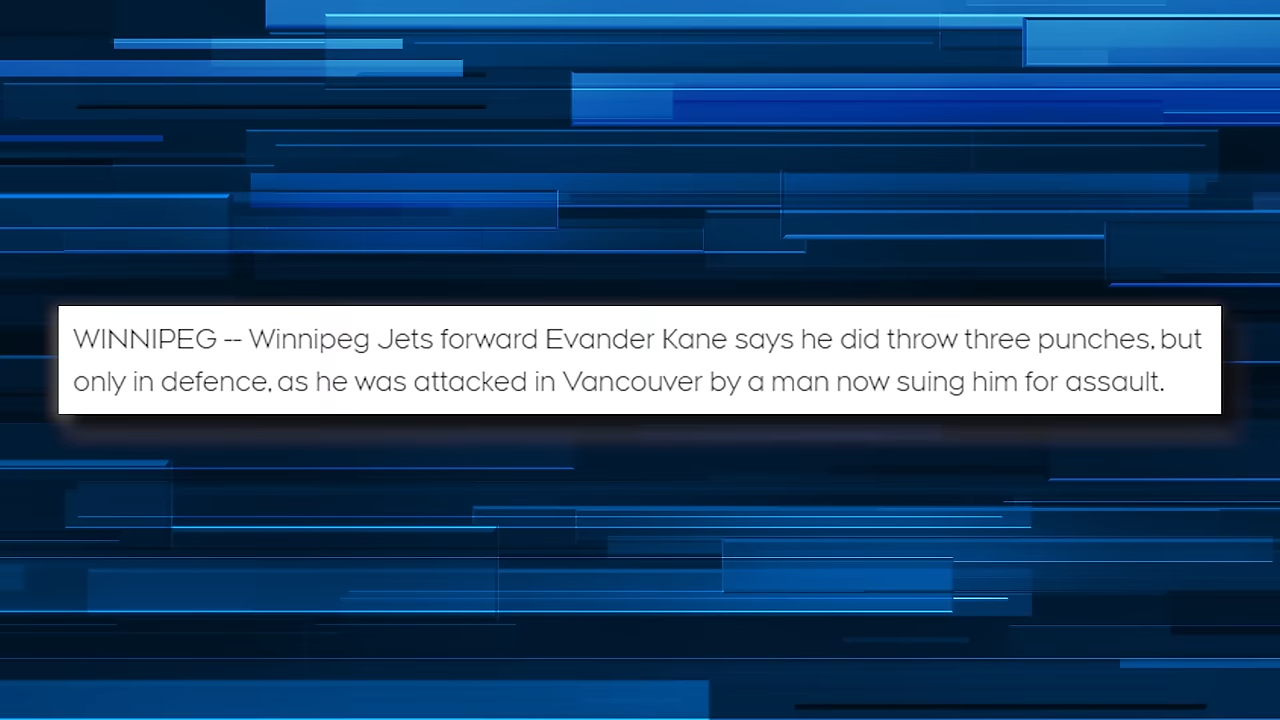 WINNIPEG -- Winnipeg Jets forward Evander Kane says he did throw three punches, but
only in defence, as he was attacked in Vancouver by a man now suing him for assault.